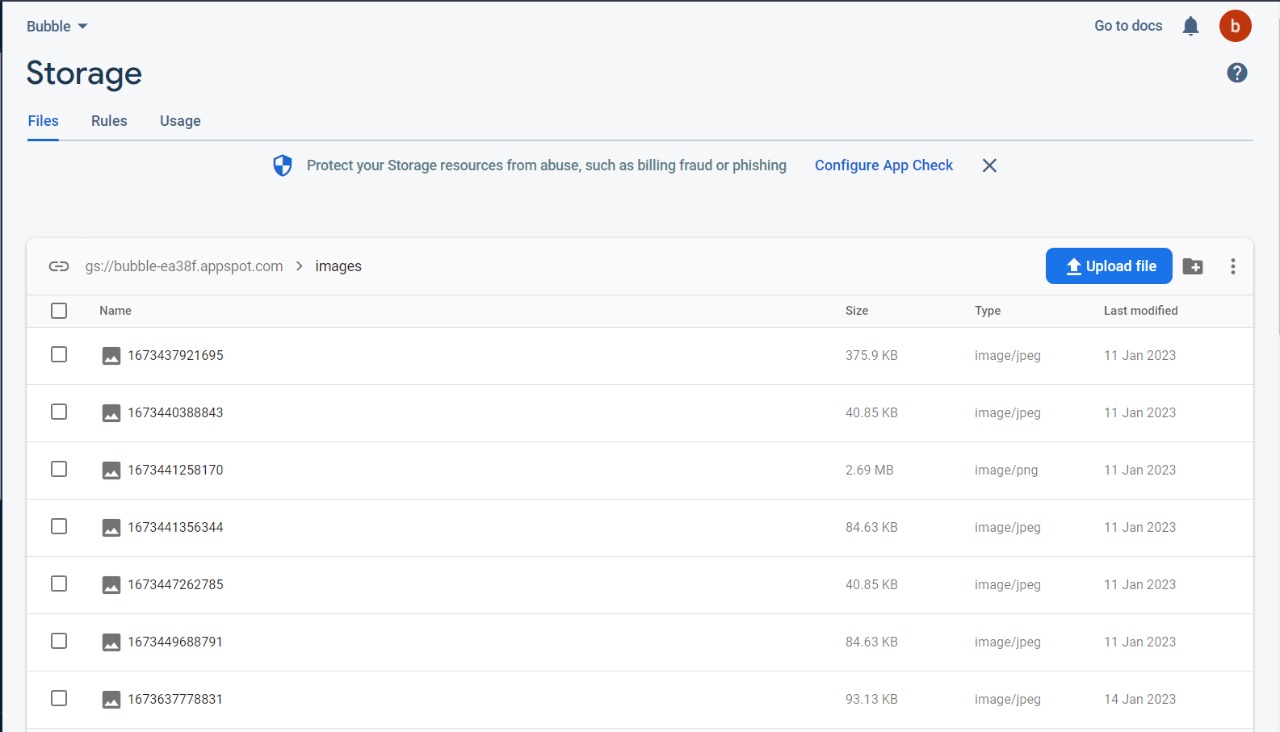 Bubble
Go to docs
b
Storage
?
Files Rules Usage
Protect your Storage resources from abuse, such as billing fraud or phishing Configure App Check
gs://bubble-ea38f.appspot.com > images Upload file
Name Size Type Last modified
1673437921695 375.9 KB image/jpeg 11 Jan 2023
1673440388843 40.85 KB image/jpeg 11 Jan 2023
1673441258170 2.69 MB image/png 11 Jan 2023
1673441356344 84.63 KB image/jpeg 11 Jan 2023
1673447262785 40.85 KB image/jpeg 11 Jan 2023
1673449688791 84.63 KB image/jpeg 11 Jan 2023
1673637778831 93.13 KB image/jpeg 14 Jan 2023